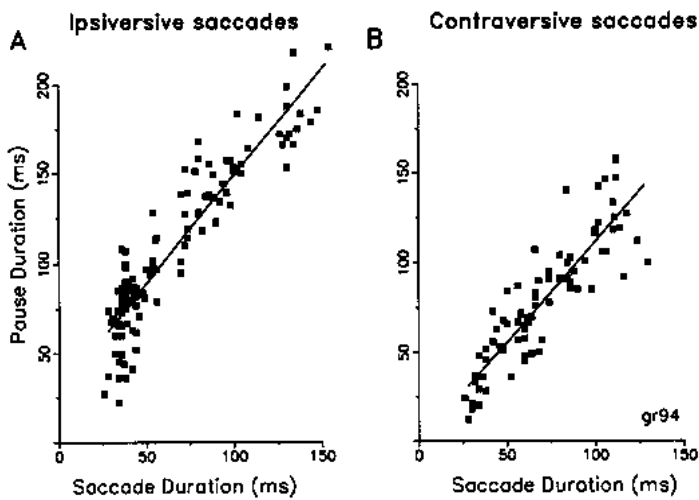 Ipsiversive saccades
Contraversive saccades
A
B
Pause Duration (ms)
200
150
100
50
0
50
100
150
Saccade Duration (ms)
200
150
100
50
0
50
100
150
Saccade Duration (ms)
gr94